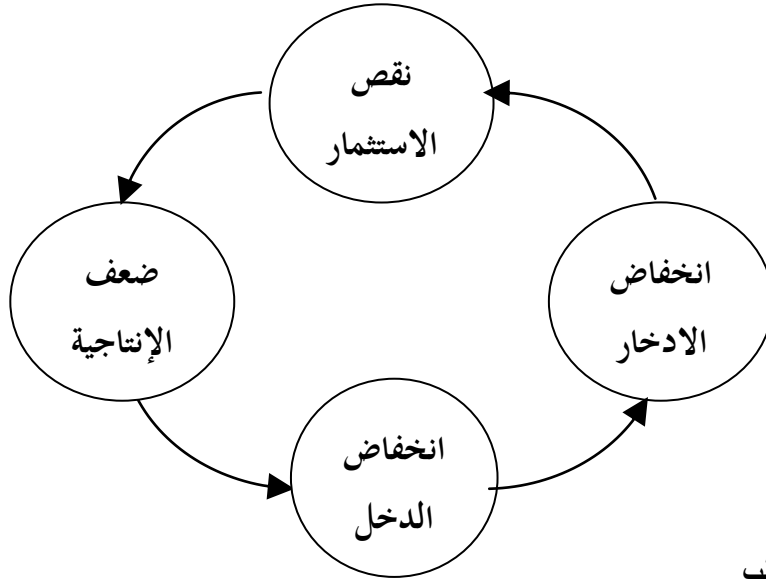 نقص
الاستثمار
ضعف
الإنتاجية
انخفاض
الادخار
انخفاض
الدخل